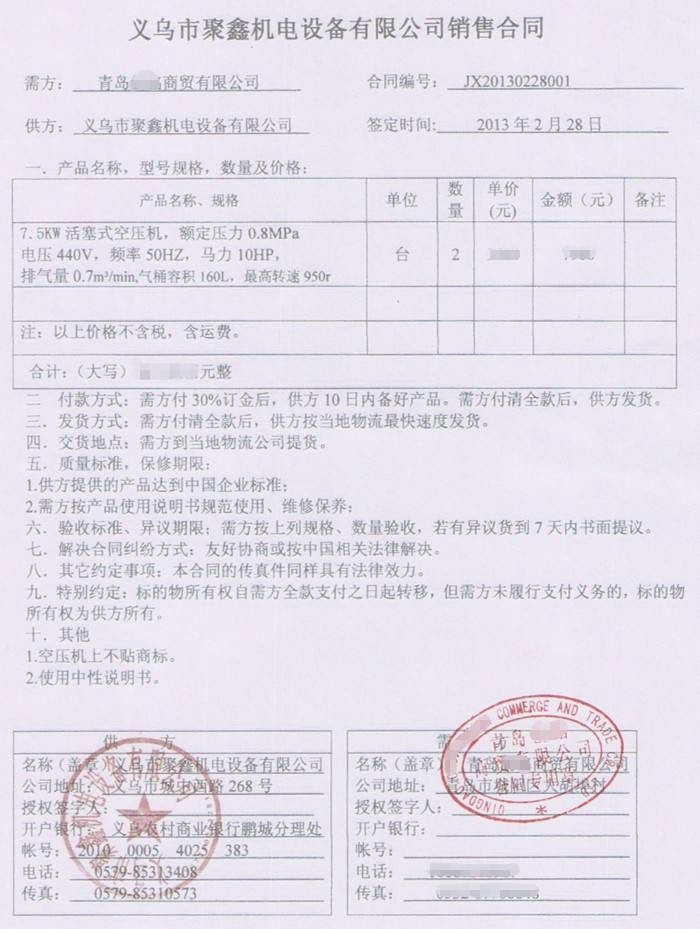 义乌市聚鑫机电设备有限公司销售合同
需方：青岛 商贸有限公司 合同编号：JX20130228001
供方：义乌市聚鑫机电设备有限公司 签定时间：2013年2月28日
一．产品名称，型号规格，数量及价格：
产品名称、规格 单位 数量 单价(元) 金额（元） 备注
7.5KW 活塞式空压机，额定压力 0.8MPa
电压 440V，频率 50HZ，马力 10HP， 台 2
排气量 0.7m³/min,气桶容积 160L，最高转速 950r
注：以上价格不含税，含运费。
合计：（大写） 元整
二 付款方式：需方付 30%订金后，供方 10 日内备好产品。需方付清全款后，供方发货。
三．发货方式：需方付清全款后，供方按当地物流最快速度发货。
四．交货地点：需方到当地物流公司提货。
五．质量标准，保修期限：
1.供方提供的产品达到中国企业标准；
2.需方按产品使用说明书规范使用、维修保养；
六．验收标准、异议期限；需方按上列规格、数量验收，若有异议货到 7 天内书面提议。
七．解决合同纠纷方式：友好协商或按中国相关法律解决。
八．其它约定事项：本合同的传真件同样具有法律效力。
九．特别约定：标的物所有权自需方全款支付之日起转移，但需方未履行支付义务的，标的物
所有权为供方所有。
十．其他
1.空压机上不贴商标。
2.使用中性说明书。
供 方
名称（盖章）义乌市聚鑫机电设备有限公司
公司地址：义乌市城中西路 268 号
授权签字人：
开户银行：义乌农村商业银行鹏城分理处
帐号：2010 0005 4025 383
电话：0579-85313408
传真：0579-85310573
需 方
名称（盖章）青岛 商贸有限公司
公司地址：青岛市城阳区大胡埠村
授权签字人：
开户银行：
帐号：
电话：
传真：
COMMERGE AND TRADE CO
QINGDAO
青岛
有限公司
合同专用章